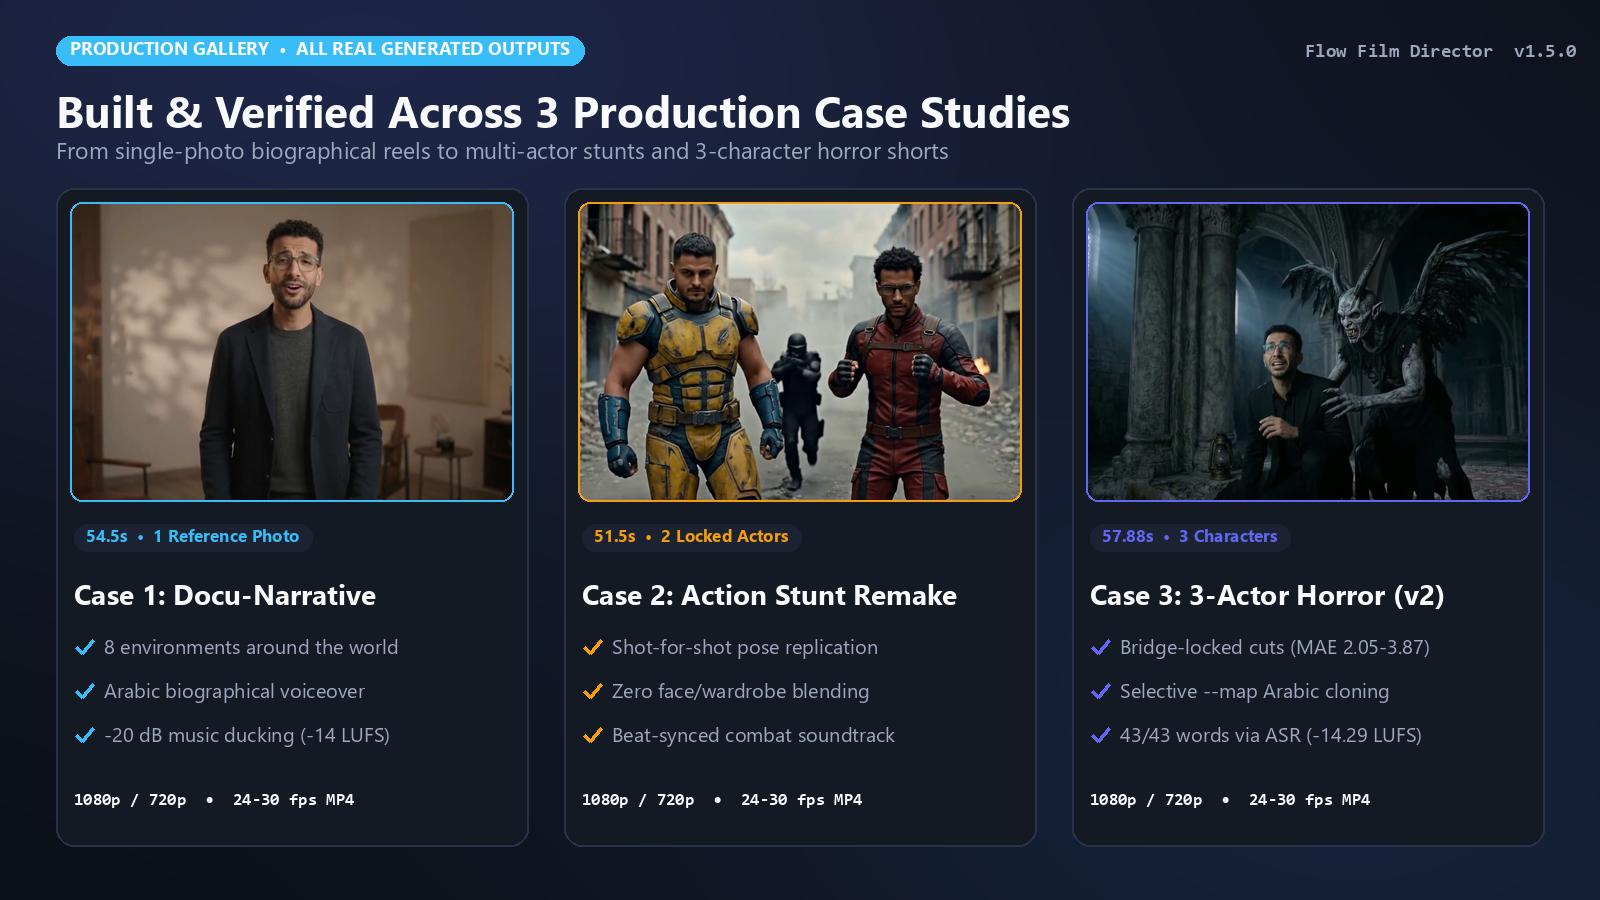 PRODUCTION GALLERY • ALL REAL GENERATED OUTPUTS
Flow Film Director v1.5.0
Built & Verified Across 3 Production Case Studies
From single-photo biographical reels to multi-actor stunts and 3-character horror shorts
54.5s • 1 Reference Photo
Case 1: Docu-Narrative
8 environments around the world
Arabic biographical voiceover
-20 dB music ducking (-14 LUFS)
1080p / 720p • 24-30 fps MP4
51.5s • 2 Locked Actors
Case 2: Action Stunt Remake
Shot-for-shot pose replication
Zero face/wardrobe blending
Beat-synced combat soundtrack
1080p / 720p • 24-30 fps MP4
57.88s • 3 Characters
Case 3: 3-Actor Horror (v2)
Bridge-locked cuts (MAE 2.05-3.87)
Selective --map Arabic cloning
43/43 words via ASR (-14.29 LUFS)
1080p / 720p • 24-30 fps MP4